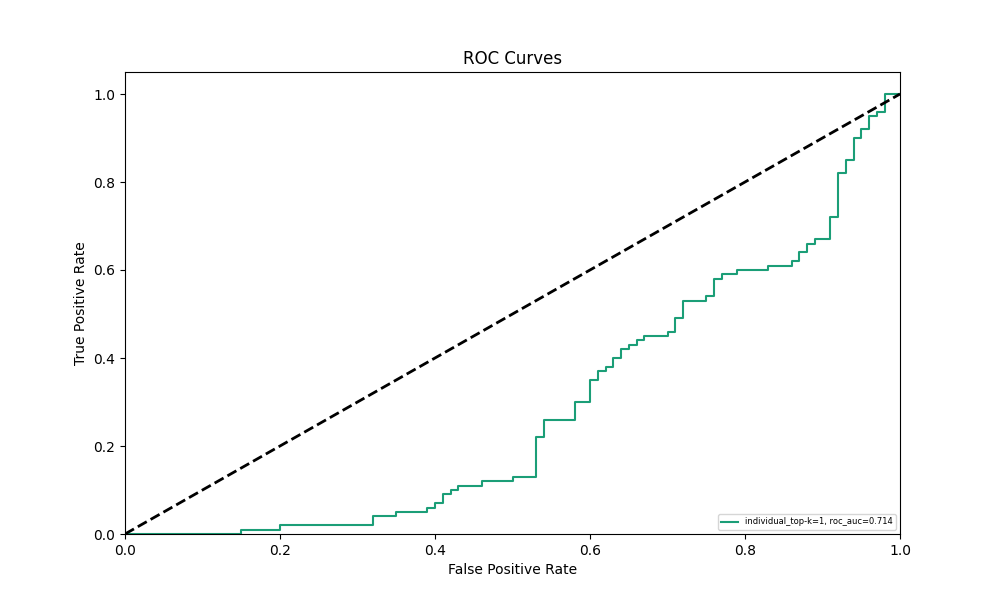 ROC Curves
True Positive Rate
1.0
0.8
0.6
0.4
0.2
0.0
individual_top-k=1, roc_auc=0.714
0.0 0.2 0.4 0.6 0.8 1.0
False Positive Rate